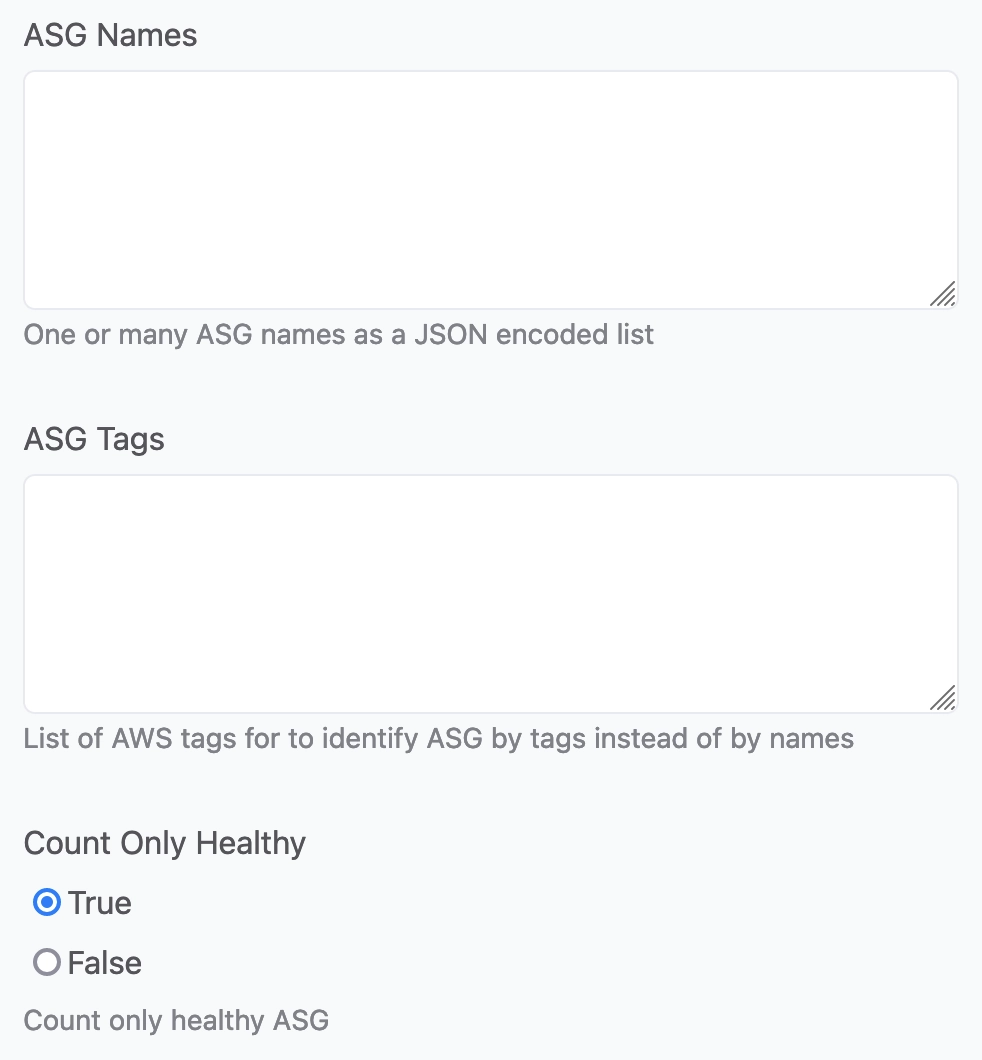 ASG Names
One or many ASG names as a JSON encoded list
ASG Tags
List of AWS tags for to identify ASG by tags instead of by names
Count Only Healthy
True
False
Count only healthy ASG